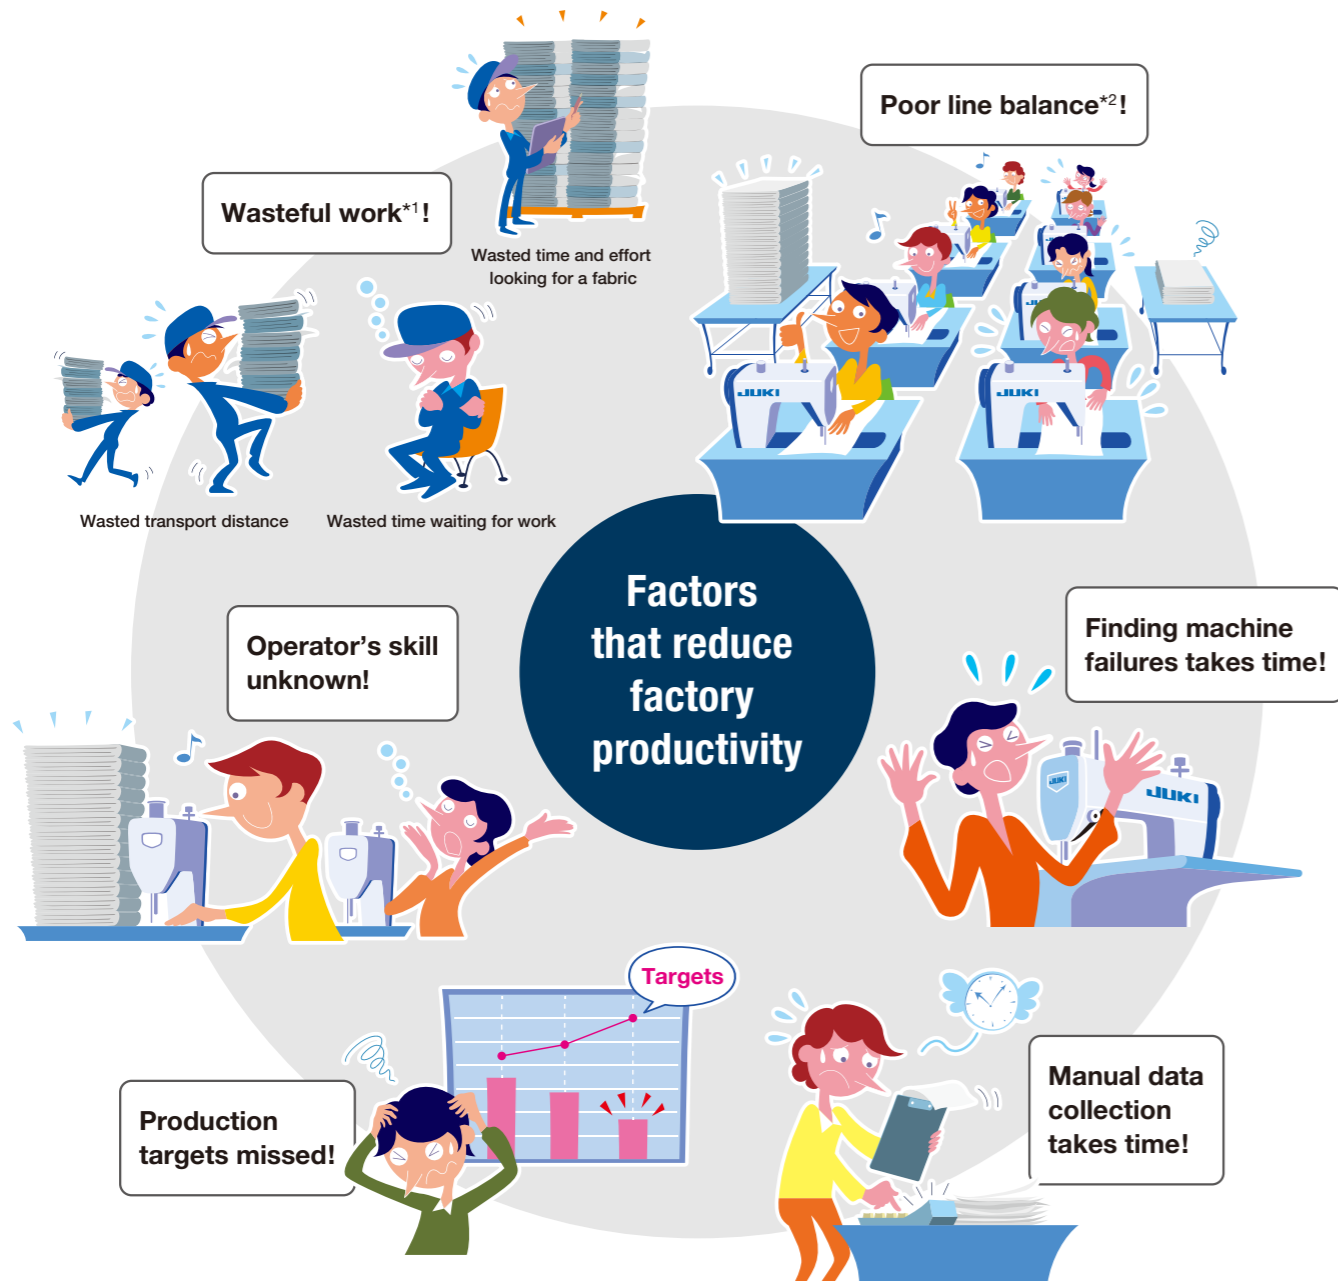 Poor line balance*2!
Wasteful work*1!
Wasted time and effort
looking for a fabric
JUKI
JUKI
Wasted transport distance
Wasted time waiting for work
Factors
that reduce
factory
productivity
Operator's skill
unknown!
Finding machine
failures takes time!
JUKI
JUKI
Targets
Production
targets missed!
Manual data
collection
takes time!